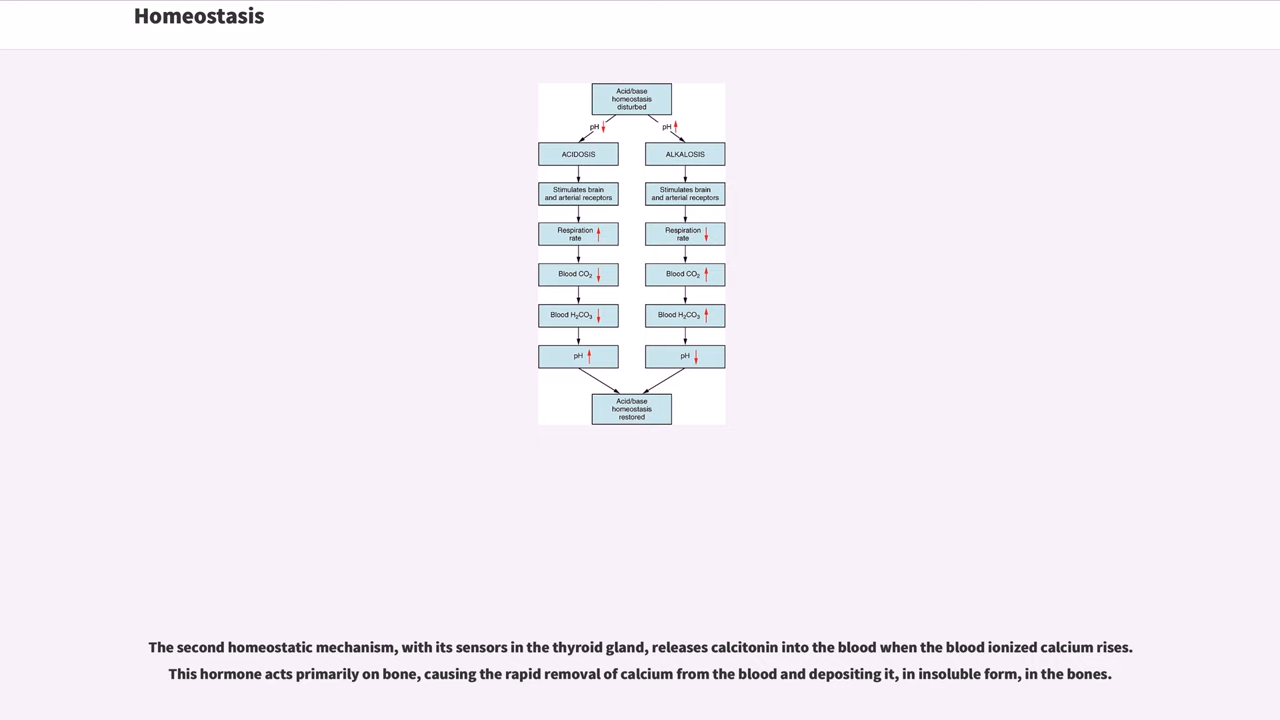 Homeostasis
Acid/base
homeostasis
disturbed
pH
pH
ACIDOSIS
ALKALOSIS
Stimulates brain
and arterial receptors
Stimulates brain
and arterial receptors
Respiration
rate
Respiration
rate
Blood CO₂
Blood CO₂
Blood H₂CO₃
Blood H₂CO₃
pH
pH
Acid/base
homeostasis
restored
The second homeostatic mechanism, with its sensors in the thyroid gland, releases calcitonin into the blood when the blood ionized calcium rises.
This hormone acts primarily on bone, causing the rapid removal of calcium from the blood and depositing it, in insoluble form, in the bones.